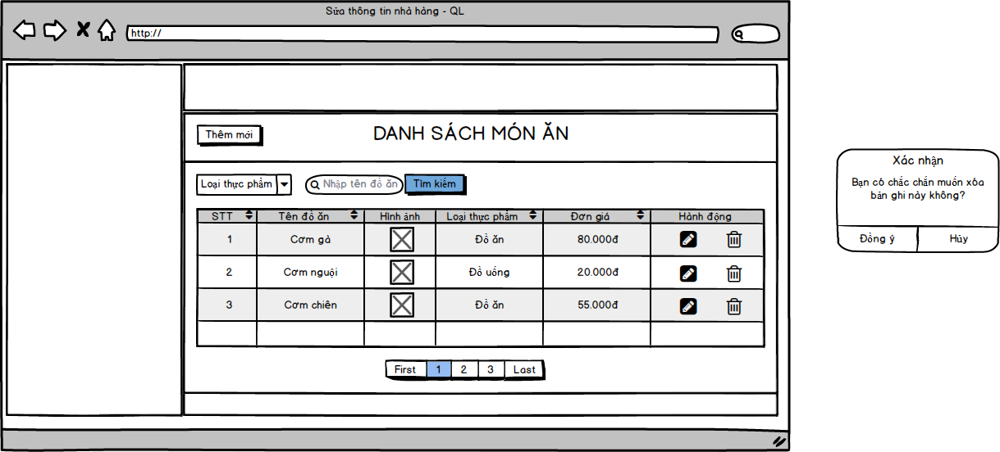 Sửa thông tin nhà hàng - QL
http://
Thêm mới
DANH SÁCH MÓN ĂN
Loại thực phẩm
Nhập tên đồ ăn
Tìm kiếm
STT Tên đồ ăn Hình ảnh Loại thực phẩm Đơn giá Hành động
1 Cơm gà Đồ ăn 80.000đ
2 Cơm nguội Đồ uống 20.000đ
3 Cơm chiên Đồ ăn 55.000đ
First 1 2 3 Last
Xác nhận
Bạn có chắc chắn muốn xóa
bản ghi này không?
Đồng ý Hủy